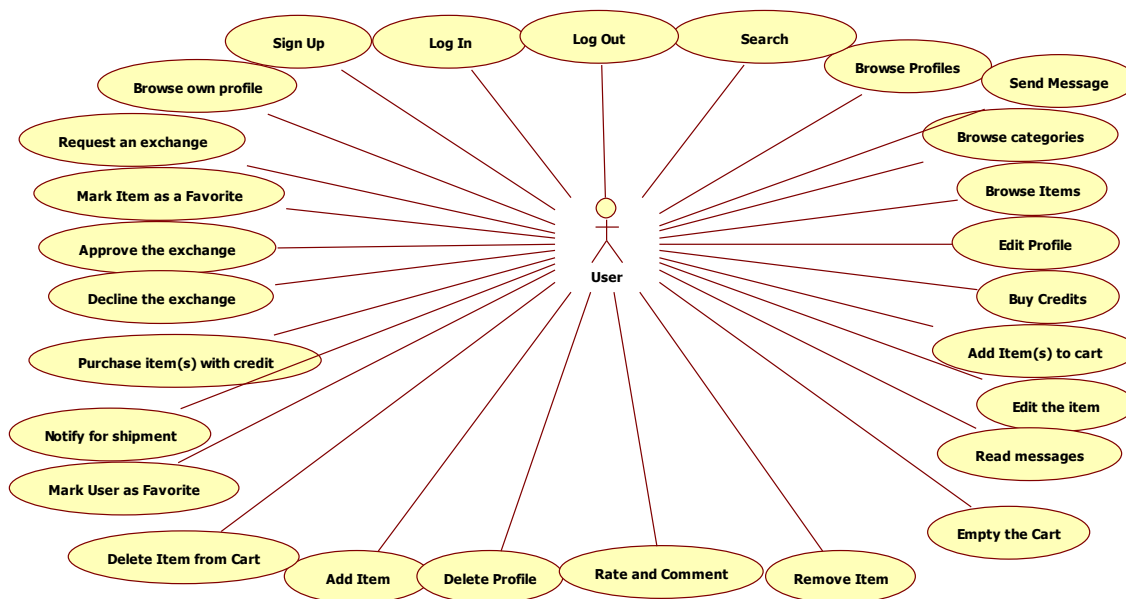 Sign Up
Log In
Log Out
Search
Browse Profiles
Send Message
Browse own profile
Browse categories
Request an exchange
Browse Items
Mark Item as a Favorite
Edit Profile
Approve the exchange
User
Decline the exchange
Buy Credits
Add Item(s) to cart
Purchase item(s) with credit
Edit the item
Notify for shipment
Read messages
Mark User as Favorite
Empty the Cart
Delete Item from Cart
Add Item
Delete Profile
Rate and Comment
Remove Item